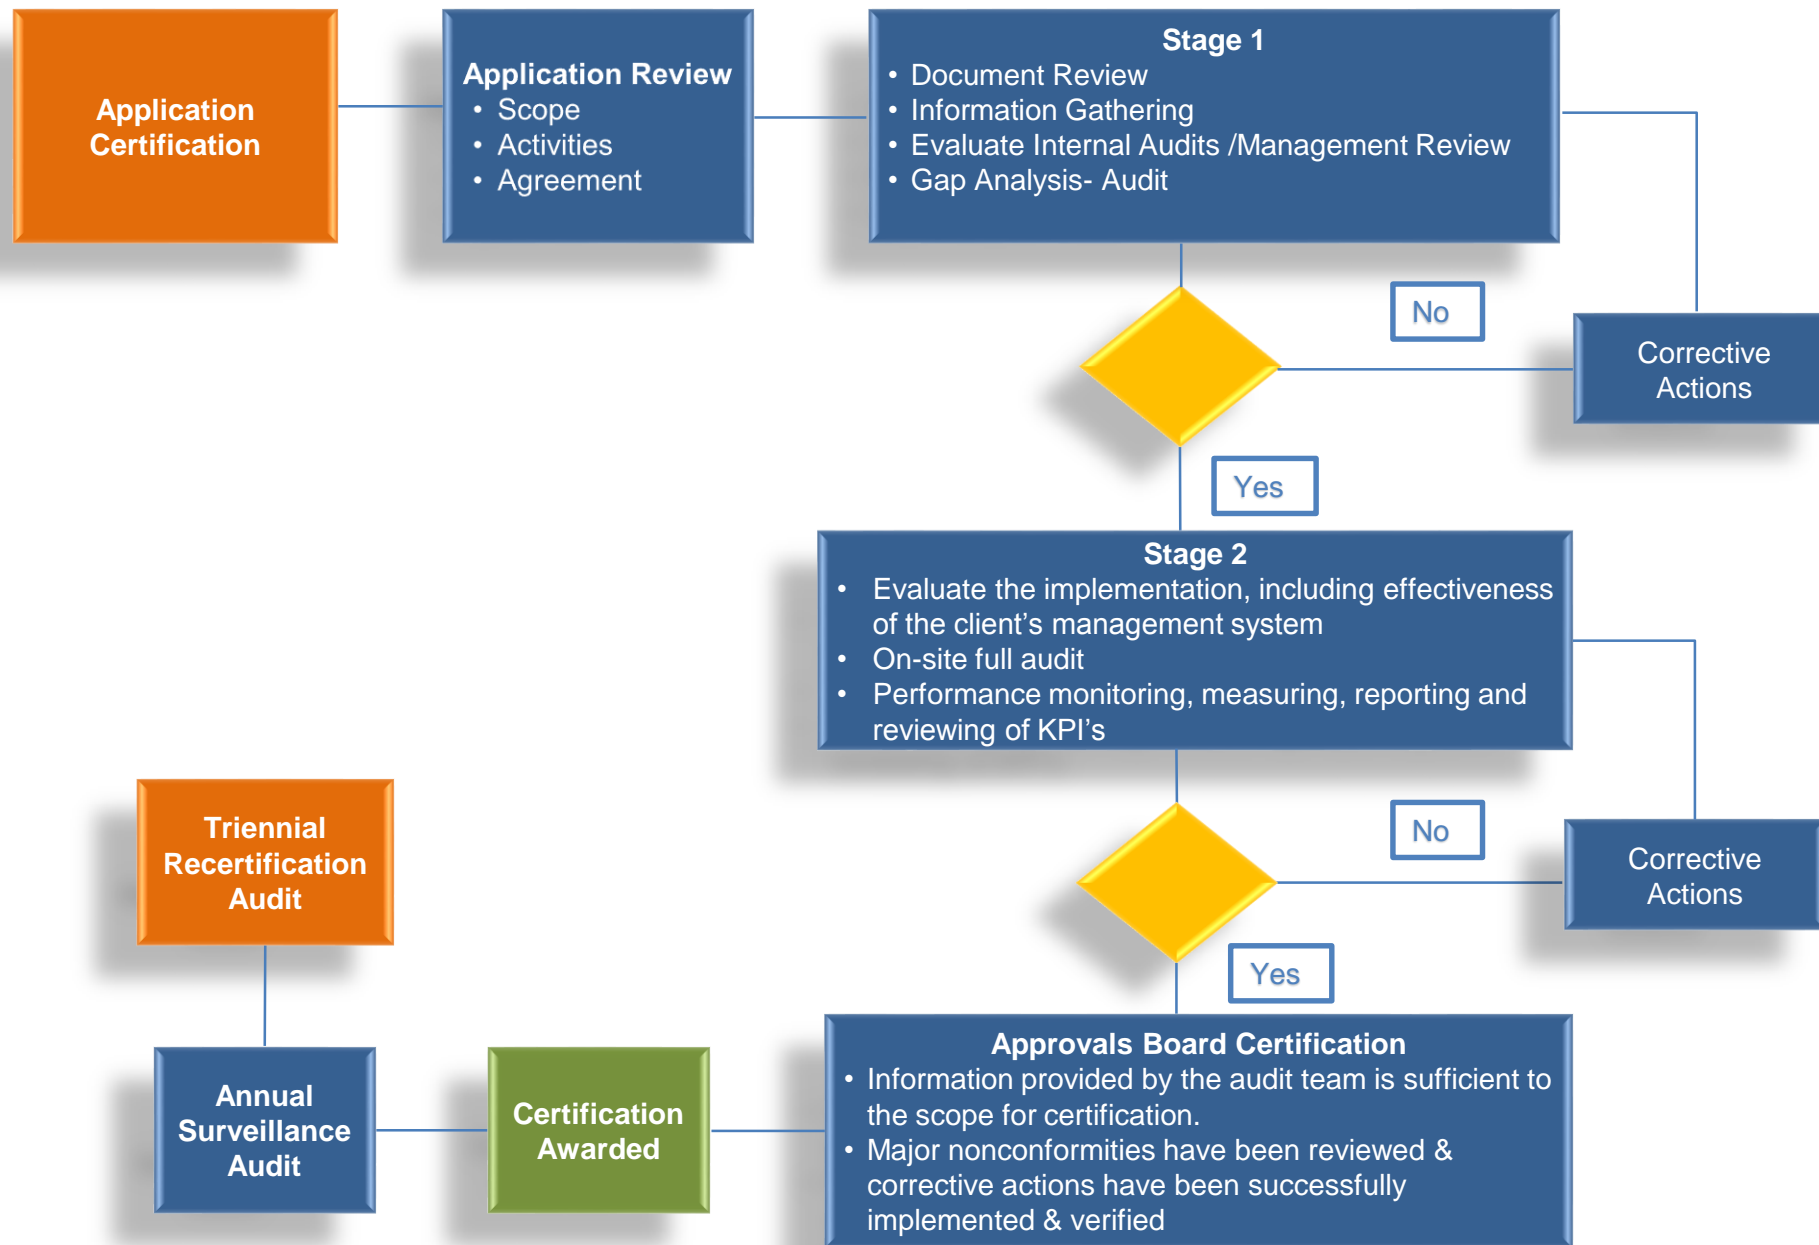 Application
Certification
Application Review
• Scope
• Activities
• Agreement
Stage 1
• Document Review
• Information Gathering
• Evaluate Internal Audits /Management Review
• Gap Analysis- Audit
No
Corrective
Actions
Yes
Stage 2
• Evaluate the implementation, including effectiveness
of the client’s management system
• On-site full audit
• Performance monitoring, measuring, reporting and
reviewing of KPI’s
No
Corrective
Actions
Yes
Approvals Board Certification
• Information provided by the audit team is sufficient to
the scope for certification.
• Major nonconformities have been reviewed &
corrective actions have been successfully
implemented & verified
Certification
Awarded
Annual
Surveillance
Audit
Triennial
Recertification
Audit